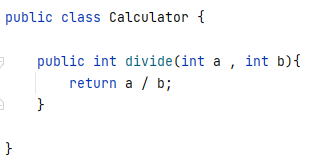 public class Calculator {
public int divide(int a , int b){
return a / b;
}
}